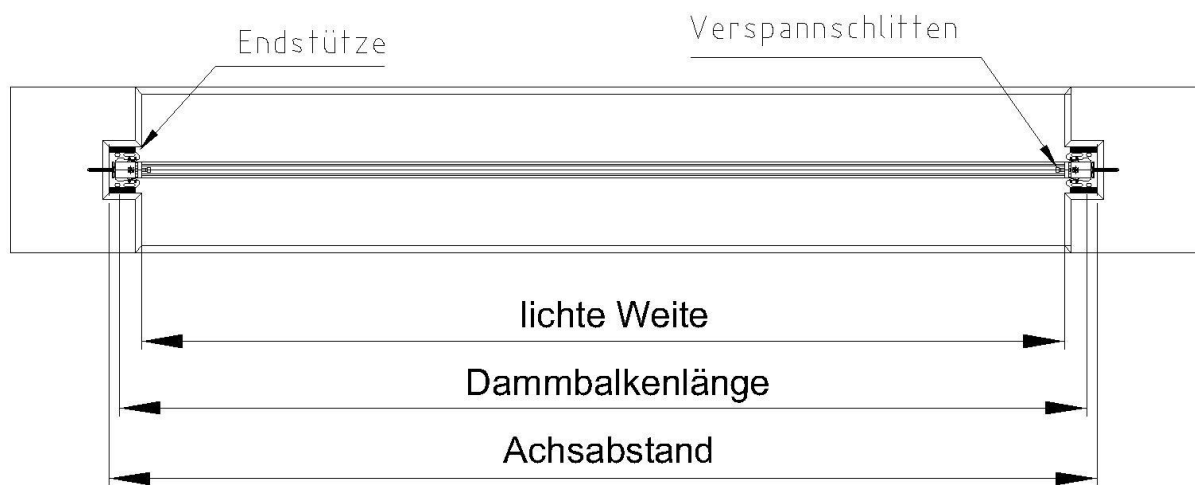 Endstütze
Verspannschlitten
lichte Weite
Dammbalkenlänge
Achsabstand